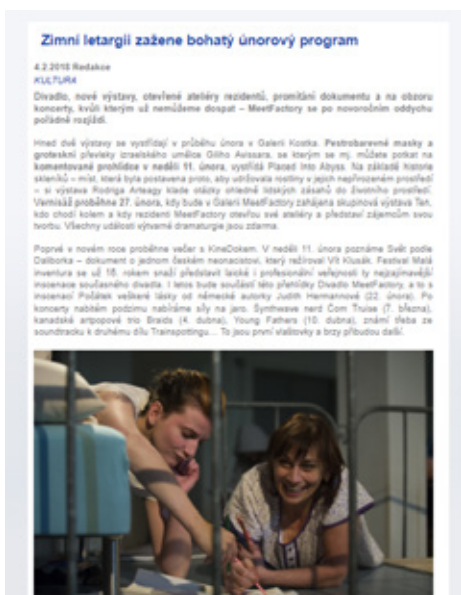 Zimní letargii zažene bohatý únorový program
4.2.2018 Redakce
KULTURA
Divadlo, nové výstavy, otevřené ateliéry rezidentů, promítání dokumentu a na obzoru
koncerty, kvůli kterým už nemůžeme dospat – MeetFactory se po novoročním oddychu
pořádně rozjíždí.
Hned dvě výstavy se vystřídají v průběhu února v Galerii Kostka. Pestrobarevné masky a
groteskní převleky izraelského umělce Giliho Avissara, se kterým se mj. můžete potkat na
komentované prohlídce v neděli 11. února, vystřídá Placed Into Abyss. Na základě historie
skleníků – míst, která byla postavena proto, aby udržovala rostliny v jejich nepřirozeném prostředí
– si výstava Rodriga Arteagy klade otázky ohledně lidských zásahů do životního prostředí.
Vernisáž proběhne 27. února, kdy bude v Galerii MeetFactory zahájena skupinová výstava Ten,
kdo chodí kolem a kdy rezidenti MeetFactory otevřou své ateliéry a představí zájemcům svou
tvorbu. Všechny události výtvarné dramaturgie jsou zdarma.
Poprvé v novém roce proběhne večer s KineDokem. V neděli 11. února poznáme Svět podle
Daliborka – dokument o jednom českém neonacistovi, který režíroval Vít Klusák. Festival Malá
inventura se už 16. rokem snaží představit laické i profesionální veřejnosti ty nejzajímavější
inscenace současného divadla. I letos bude součástí této přehlídky Divadlo MeetFactory, a to s
inscenací Počátek veškeré lásky od německé autorky Judith Hermannové (22. února). Po
koncerty nabitém podzimu nabíráme síly na jaro. Synthwave nerd Com Truise (7. března),
kanadské artpopové trio Braids (4. dubna), Young Fathers (10. dubna), známí třeba ze
soundtracku k druhému dílu Trainspottingu… To jsou první vlaštovky a brzy přibudou další.